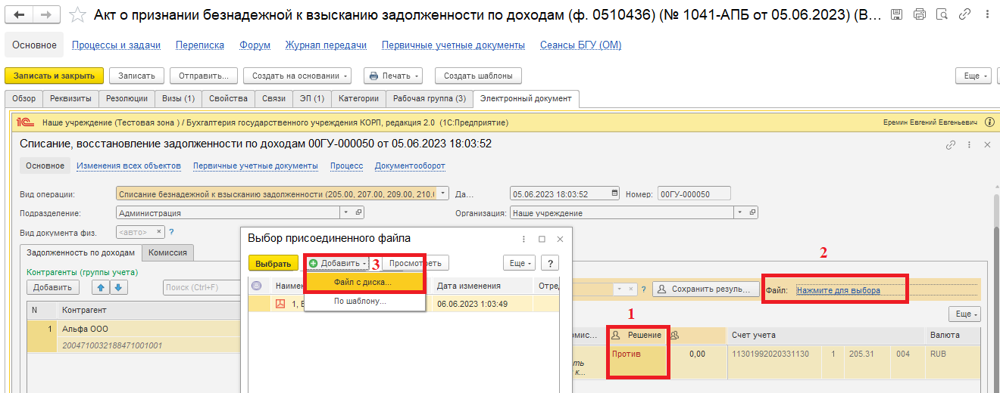 Акт о признании безнадежной к взысканию задолженности по доходам (ф. 0510436) (№ 1041-АПБ от 05.06.2023) (В...
Основное Процессы и задачи Переписка Форум Журнал передачи Первичные учетные документы Сеансы БГУ (ОМ)
Записать и закрыть Записать Отправить... Создать на основании Печать Создать шаблоны Еще
Обзор Реквизиты Резолюции Визы (1) Свойства Связи ЭП (1) Категории Рабочая группа (3) Электронный документ
1С Наше учреждение (Тестовая зона ) / Бухгалтерия государственного учреждения КОРП, редакция 2.0 (1С:Предприятие) Еремин Евгений Евгеньевич
Списание, восстановление задолженности по доходам 00ГУ-000050 от 05.06.2023 18:03:52
Основное Изменения всех объектов Первичные учетные документы Процесс Документооборот
Вид операции: Списание безнадежной к взысканию задолженности (205.00, 207.00, 209.00, 210.0 Да... 05.06.2023 18:03:52 Номер: 00ГУ-000050
Подразделение: Администрация Организация: Наше учреждение
Вид документа физ. <авто> × ?
Выбор присоединенного файла
Задолженность по доходам Комиссия
2
Контрагенты (группы учета)
Выбрать Добавить 3 Просмотреть Еще ?
Добавить Поиск (Ctrl+F) Файл с диска... ? Сохранить резуль... Файл: Нажмите для выбора
Наимен Дата изменения Отред
По шаблону...
1, В 06.06.2023 1:03:49
1 Еще
N Контрагент омис... Решение Счет учета Валюта
1 Альфа ООО Против 0,00 11301992020331130 1 205.31 004 RUB
2004710032188471001001 ть
к...